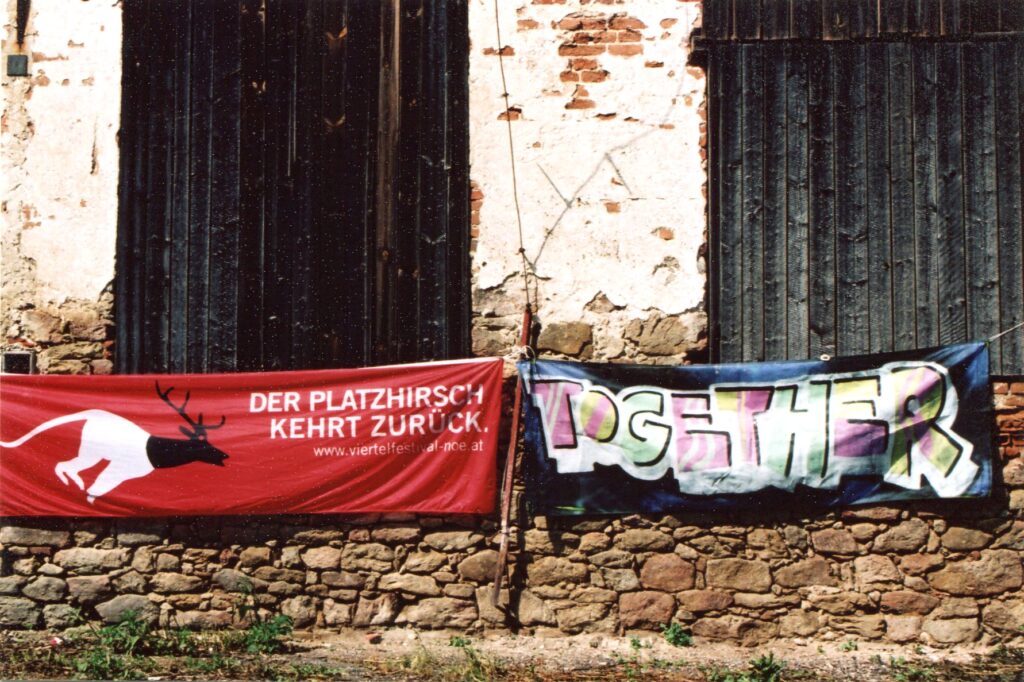 DER PLATZHIRSCH
KEHRT ZURÜCK.
www.viertelfestival-noe.at
TOGETHER